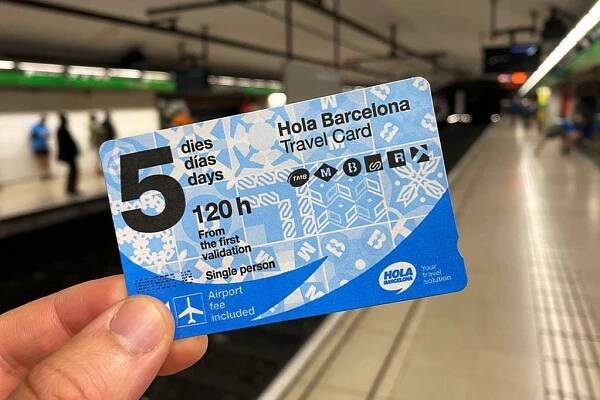 5
dies
días
days
120 h
From
the first
validation
Single person
Airport
fee
included
Hola Barcelona
Travel Card
TMB M B R
HOLA
BARCELONA
Your
travel
solution